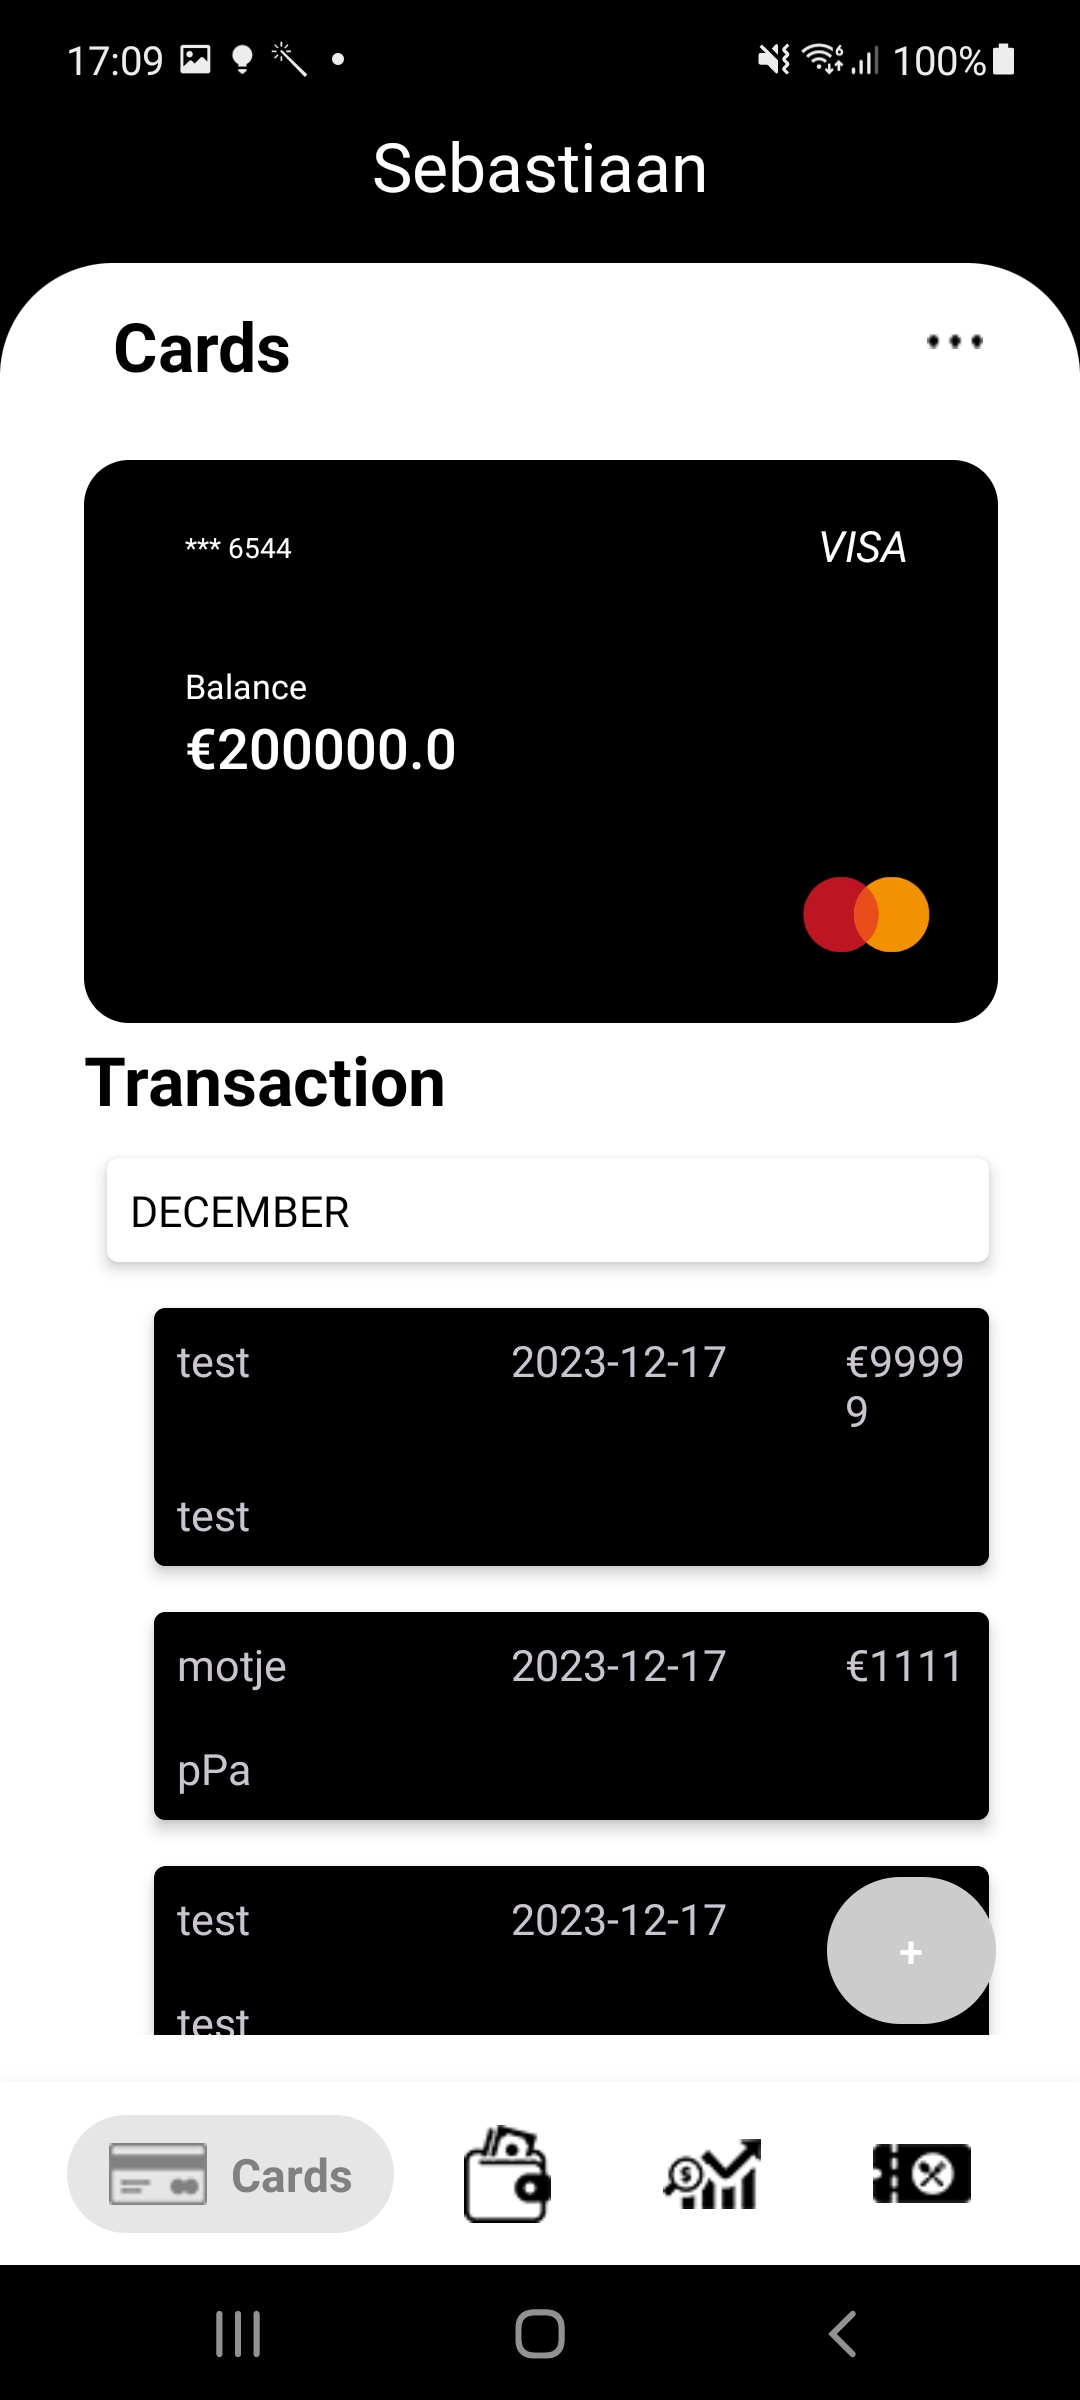 17:09
100%
Sebastiaan
Cards
*** 6544
VISA
Balance
€200000.0
Transaction
DECEMBER
test 2023-12-17 €9999
9
test
motje 2023-12-17 €1111
pPa
test 2023-12-17
+
test
Cards